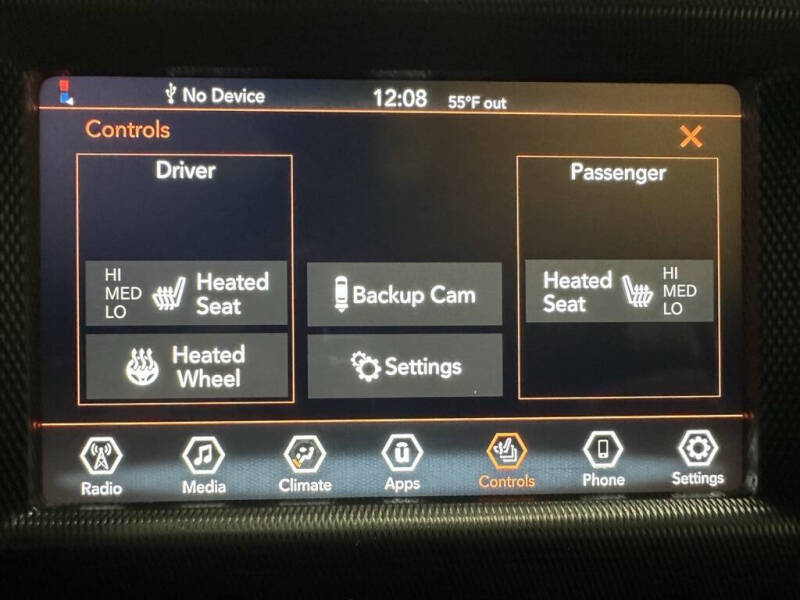 No Device 12:08 55°F out
Controls
Driver
Passenger
HI
MED
LO
Heated
Seat
Backup Cam
Heated
Seat
HI
MED
LO
Heated
Wheel
Settings
Radio Media Climate Apps Controls Phone Settings